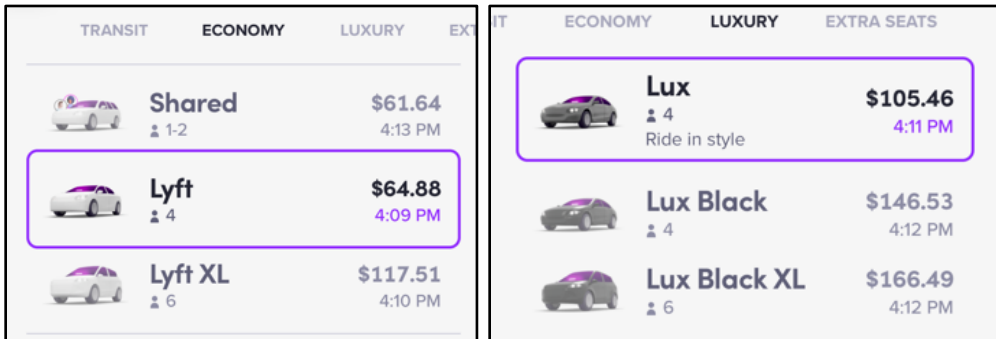 TRANSIT ECONOMY LUXURY EXT
Shared $61.64
1-2 4:13 PM
Lyft $64.88
4 4:09 PM
Lyft XL $117.51
6 4:10 PM
IT ECONOMY LUXURY EXTRA SEATS
Lux $105.46
4 4:11 PM
Ride in style
Lux Black $146.53
4 4:12 PM
Lux Black XL $166.49
6 4:12 PM